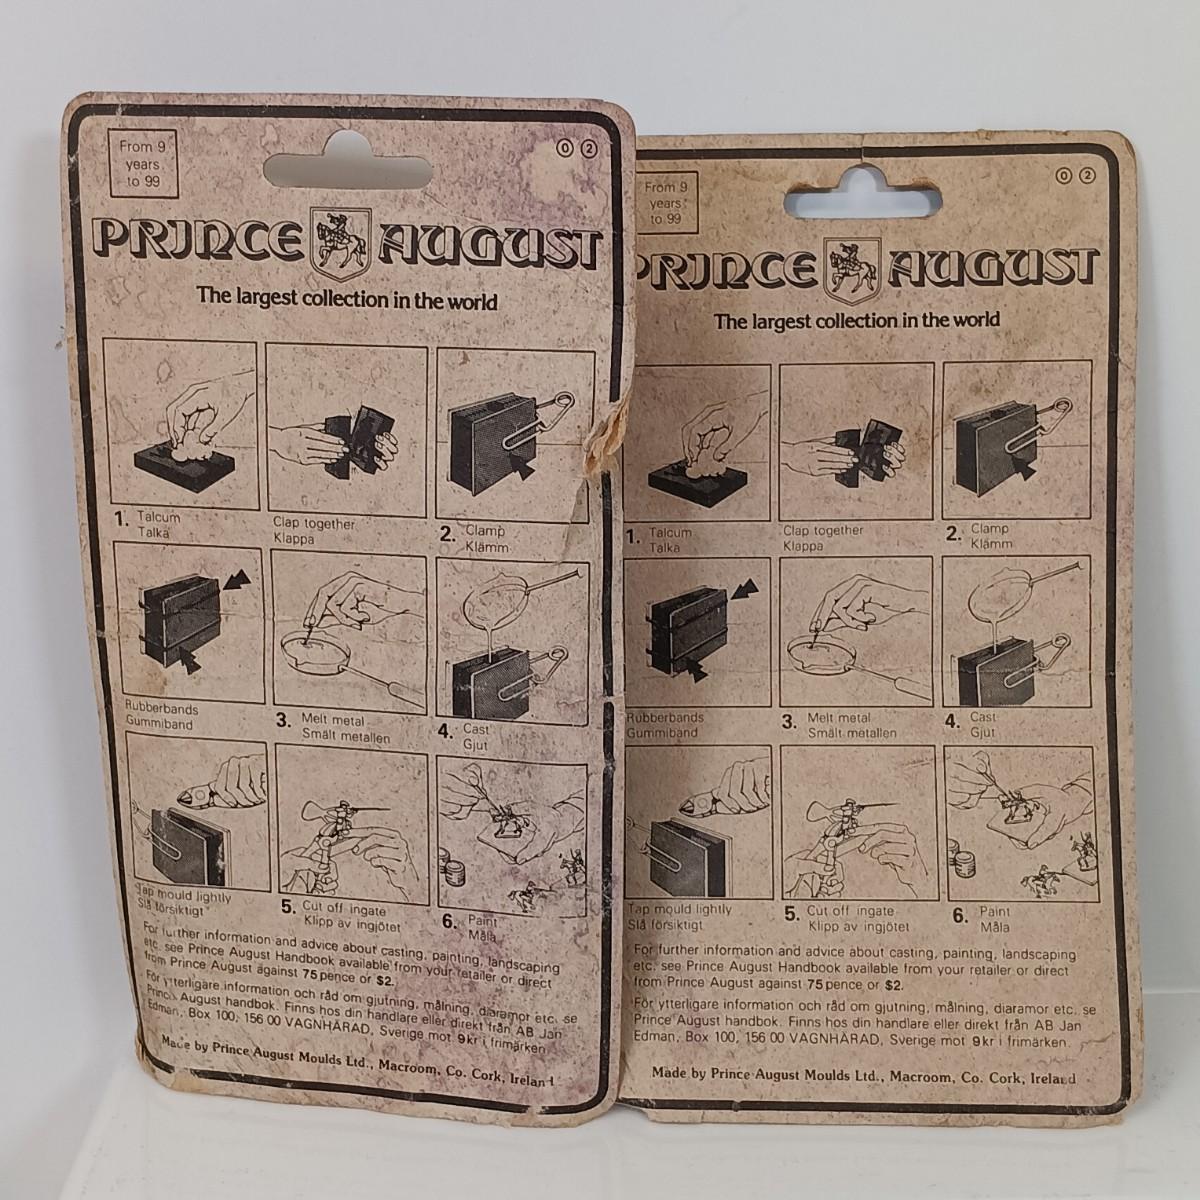 From 9
years
to 99
0 2
PRINCE AUGUST
The largest collection in the world
1. Talcum
Talka
Clap together
Klappa
2. Clamp
Klämm
Rubberbands
Gummiband
3. Melt metal
Smält metallen
4. Cast
Gjut
Tap mould lightly
Slå försiktigt
5. Cut off ingate
Klipp av ingjötet
6. Paint
Måla
For further information and advice about casting, painting, landscaping
etc. see Prince August Handbook available from your retailer or direct
from Prince August against 75 pence or $2.
För ytterligare information och råd om gjutning, målning, diaramor etc. se
Prince August handbok. Finns hos din handlare eller direkt från AB Jan
Edman, Box 100, 156 00 VAGNHÄRAD, Sverige mot 9kr i frimärken.
Made by Prince August Moulds Ltd., Macroom, Co. Cork, Ireland
From 9
years
to 99
0 2
PRINCE AUGUST
The largest collection in the world
1. Talcum
Talka
Clap together
Klappa
2. Clamp
Klämm
Rubberbands
Gummiband
3. Melt metal
Smält metallen
4. Cast
Gjut
Tap mould lightly
Slå försiktigt
5. Cut off ingate
Klipp av ingjötet
6. Paint
Måla
For further information and advice about casting, painting, landscaping
etc. see Prince August Handbook available from your retailer or direct
from Prince August against 75 pence or $2.
För ytterligare information och råd om gjutning, målning, diaramor etc. se
Prince August handbok. Finns hos din handlare eller direkt från AB Jan
Edman, Box 100, 156 00 VAGNHÄRAD, Sverige mot 9kr i frimärken.
Made by Prince August Moulds Ltd., Macroom, Co. Cork, Ireland